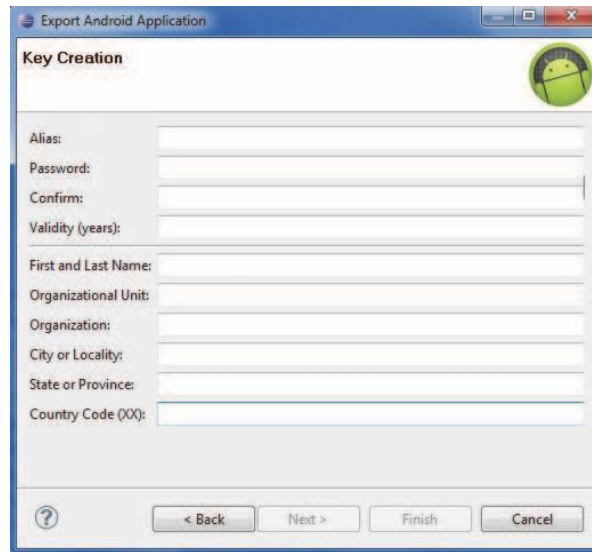 Export Android Application
Key Creation
Alias:
Password:
Confirm:
Validity (years):
First and Last Name:
Organizational Unit:
Organization:
City or Locality:
State or Province:
Country Code (XX):
?
< Back
Next >
Finish
Cancel